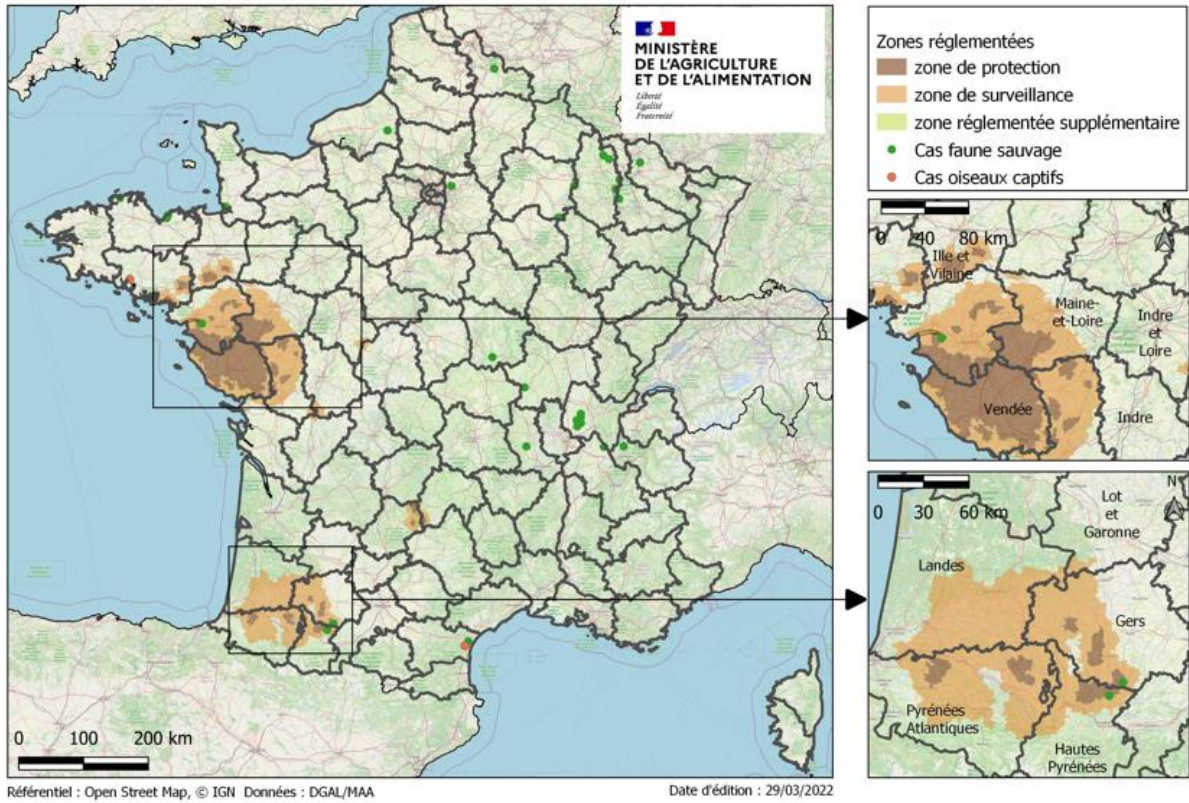 MINISTÈRE
DE L'AGRICULTURE
ET DE L'ALIMENTATION
Liberté
Égalité
Fraternité
0 100 200 km
Référentiel : Open Street Map, © IGN Données : DGAL/MAA
Date d'édition : 29/03/2022
Zones réglementées
zone de protection
zone de surveillance
zone réglementée supplémentaire
Cas faune sauvage
Cas oiseaux captifs
0 40 80 km
N
Ille et
Vilaine
Maine-
et-Loire
Indre
et
Loire
Vendée
Indre
0 30 60 km
N
Lot
et
Garonne
Landes
Gers
Pyrénées
Atlantiques
Hautes
Pyrénées